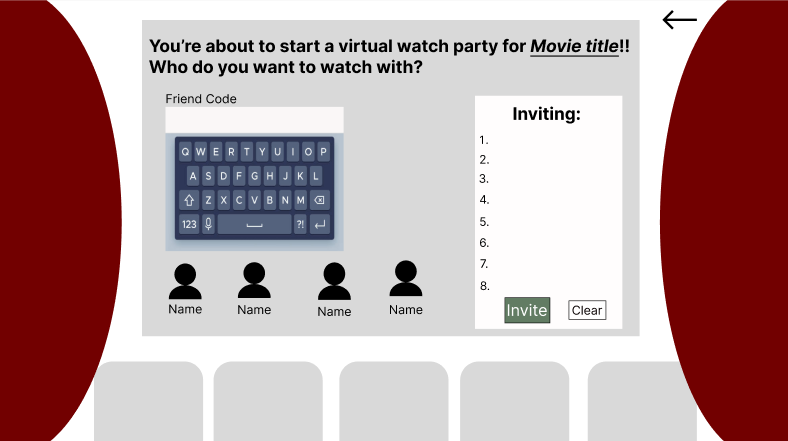 You're about to start a virtual watch party for Movie title!!
Who do you want to watch with?
Friend Code
Q W E R T Y U I O P
A S D F G H J K L
Z X C V B N M
123 ?!
Name Name Name Name
Inviting:
1.
2.
3.
4.
5.
6.
7.
8.
Invite Clear